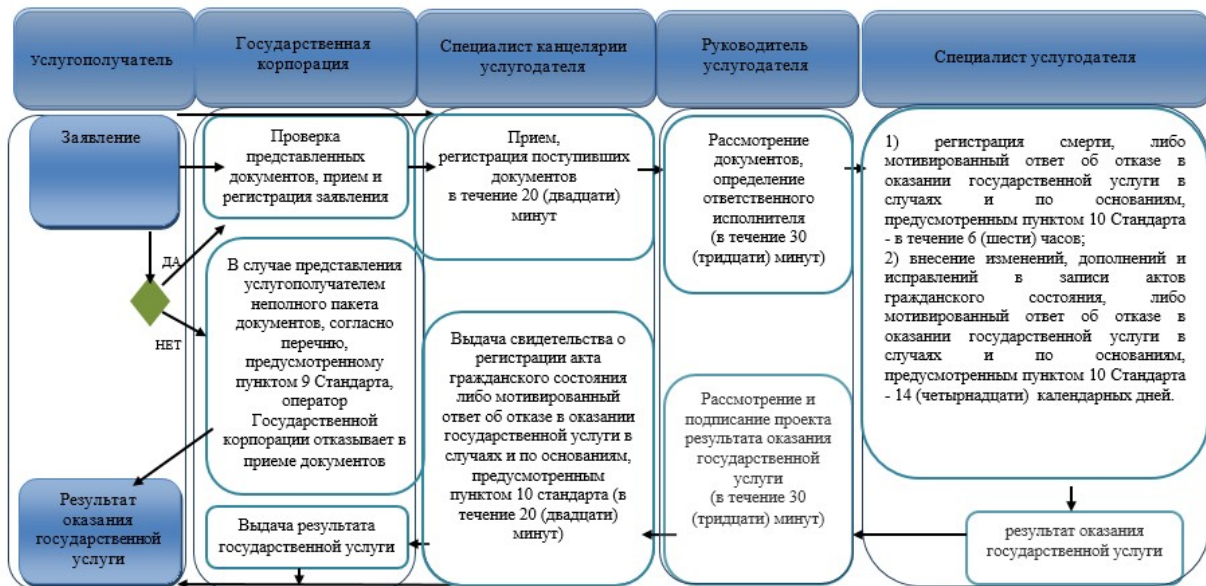 Услугополучатель
Государственная
корпорация
Специалист канцелярии
услугодателя
Руководитель
услугодателя
Специалист услугодателя
Заявление
ДА
НЕТ
Результат
оказания
государственной
услуги
Проверка
представленных
документов, прием и
регистрация заявления
В случае представления
услугополучателем
неполного пакета
документов, согласно
перечню,
предусмотренному
пунктом 9 Стандарта,
оператор
Государственной
корпорации отказывает в
приеме документов
Выдача результата
государственной услуги
Прием,
регистрация поступивших
документов
в течение 20 (двадцати)
минут
Выдача свидетельства о
регистрации акта
гражданского состояния
либо мотивированный
ответ об отказе в оказании
государственной услуги в
случаях и по основаниям,
предусмотренным
пунктом 10 стандарта (в
течение 20 (двадцати)
минут)
Рассмотрение
документов,
определение
ответственного
исполнителя
(в течение 30
(тридцати) минут)
Рассмотрение и
подписание проекта
результата оказания
государственной
услуги
(в течение 30
(тридцати) минут)
1) регистрация смерти, либо
мотивированный ответ об отказе в
оказании государственной услуги в
случаях и по основаниям,
предусмотренным пунктом 10 Стандарта
- в течение 6 (шести) часов;
2) внесение изменений, дополнений и
исправлений в записи актов
гражданского состояния, либо
мотивированный ответ об отказе в
оказании государственной услуги в
случаях и по основаниям,
предусмотренным пунктом 10 Стандарта
- 14 (четырнадцати) календарных дней.
результат оказания
государственной услуги